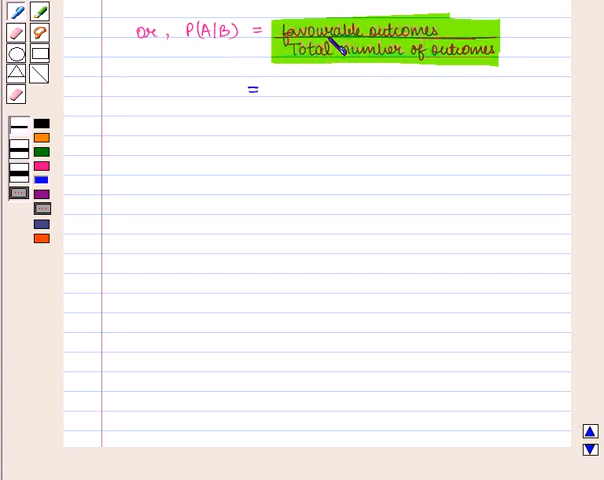 or, P(A|B) = favourable outcomes
Total number of outcomes
=